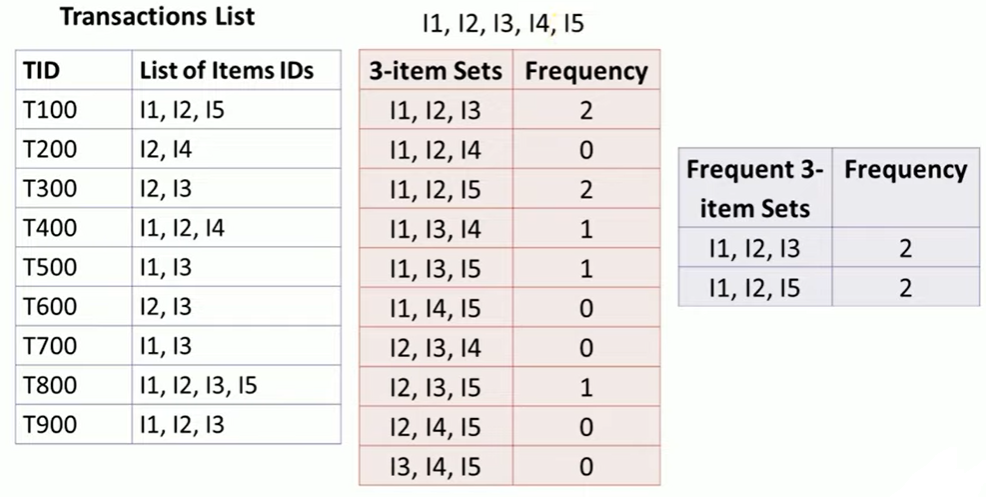 Transactions List
TID List of Items IDs
T100 I1, I2, I5
T200 I2, I4
T300 I2, I3
T400 I1, I2, I4
T500 I1, I3
T600 I2, I3
T700 I1, I3
T800 I1, I2, I3, I5
T900 I1, I2, I3
I1, I2, I3, I4, I5
3-item Sets Frequency
I1, I2, I3 2
I1, I2, I4 0
I1, I2, I5 2
I1, I3, I4 1
I1, I3, I5 1
I1, I4, I5 0
I2, I3, I4 0
I2, I3, I5 1
I2, I4, I5 0
I3, I4, I5 0
Frequent 3- Frequency
item Sets
I1, I2, I3 2
I1, I2, I5 2